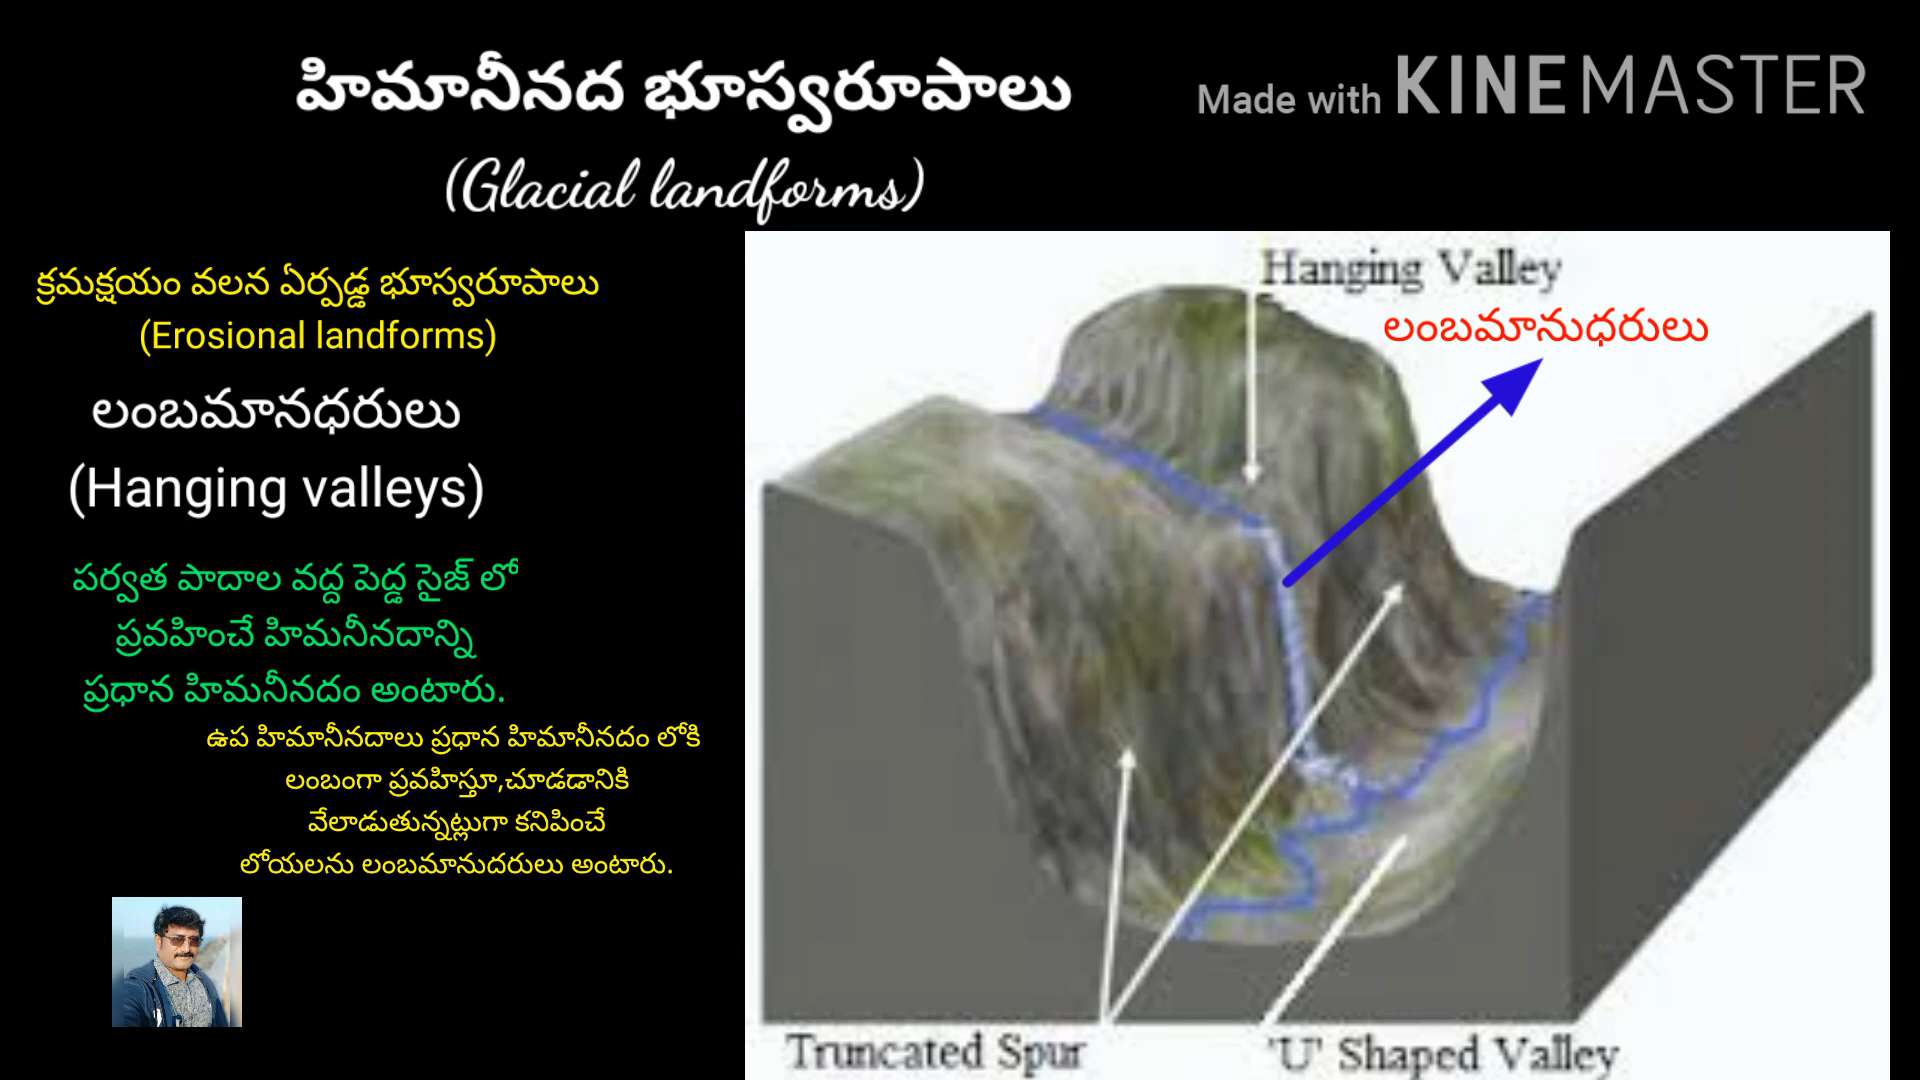 హిమానీనద భూస్వరూపాలు
Made with KINEMASTER
(Glacial landforms)
క్రమక్షయం వలన ఏర్పడ్డ భూస్వరూపాలు
(Erosional landforms)
లంబమానధరులు
(Hanging valleys)
పర్వత పాదాల వద్ద పెద్ద సైజ్ లో
ప్రవహించే హిమనీనదాన్ని
ప్రధాన హిమనీనదం అంటారు.
ఉప హిమానీనదాలు ప్రధాన హిమానీనదం లోకి
లంబంగా ప్రవహిస్తూ,చూడడానికి
వేలాడుతున్నట్లుగా కనిపించే
లోయలను లంబమానుదరులు అంటారు.
Hanging Valley
లంబమానుధరులు
Truncated Spur
'U' Shaped Valley